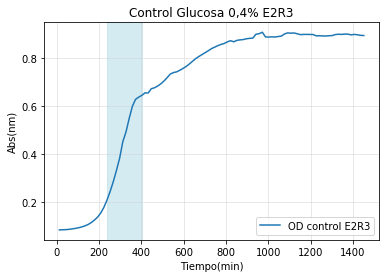 Control Glucosa 0,4% E2R3
Abs(nm)
0.8
0.6
0.4
0.2
0 200 400 600 800 1000 1200 1400
Tiempo(min)
OD control E2R3